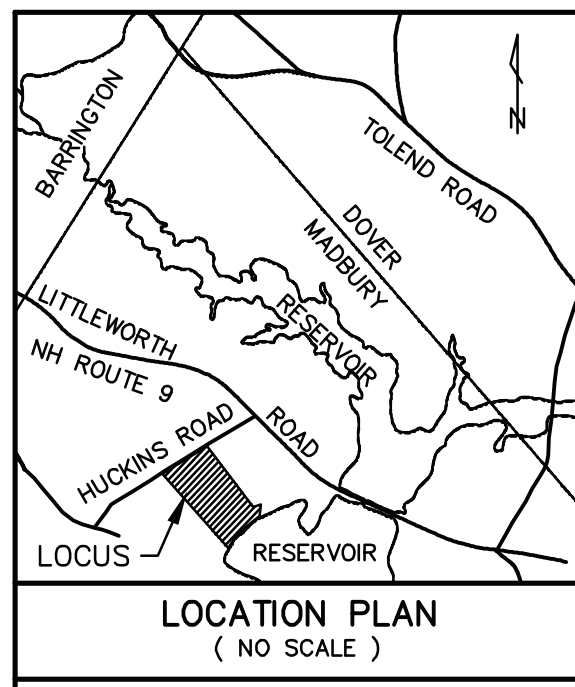 BARRINGTON
TOLEND ROAD
N
DOVER
MADBURY
RESERVOIR
LITTLEWORTH
ROAD
NH ROUTE 9
HUCKINS ROAD
LOCUS
RESERVOIR
LOCATION PLAN
( NO SCALE )